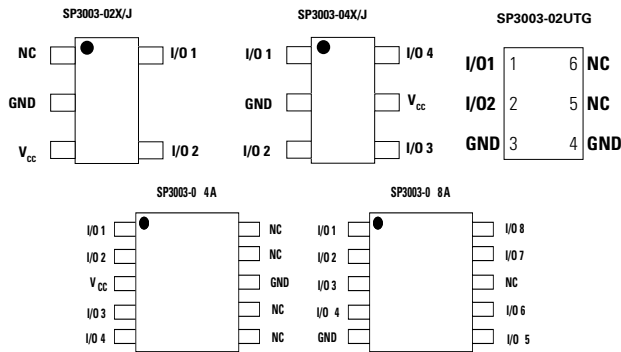 SP3003-02X/J
NC
I/O 1
GND
Vcc
I/O 2
SP3003-04X/J
I/O 1
I/O 4
GND
Vcc
I/O 2
I/O 3
SP3003-02UTG
I/O1 1 6 NC
I/O2 2 5 NC
GND 3 4 GND
SP3003-0 4A
I/O 1
NC
I/O 2
NC
V CC
GND
I/O 3
NC
I/O 4
NC
SP3003-0 8A
I/O 1
I/O 8
I/O 2
I/O 7
I/O 3
NC
I/O 4
I/O 6
GND
I/O 5